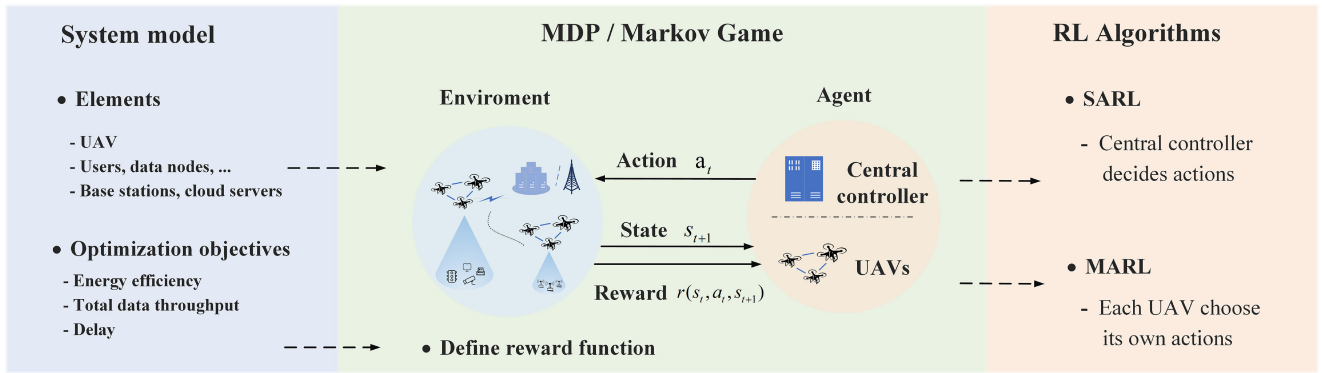 System model
• Elements
- UAV
- Users, data nodes, ...
- Base stations, cloud servers
• Optimization objectives
- Energy efficiency
- Total data throughput
- Delay
MDP / Markov Game
Enviroment
Agent
Action a_t
Central
controller
State s_{t+1}
UAVs
Reward r(s_t, a_t, s_{t+1})
• Define reward function
RL Algorithms
• SARL
- Central controller
decides actions
• MARL
- Each UAV choose
its own actions